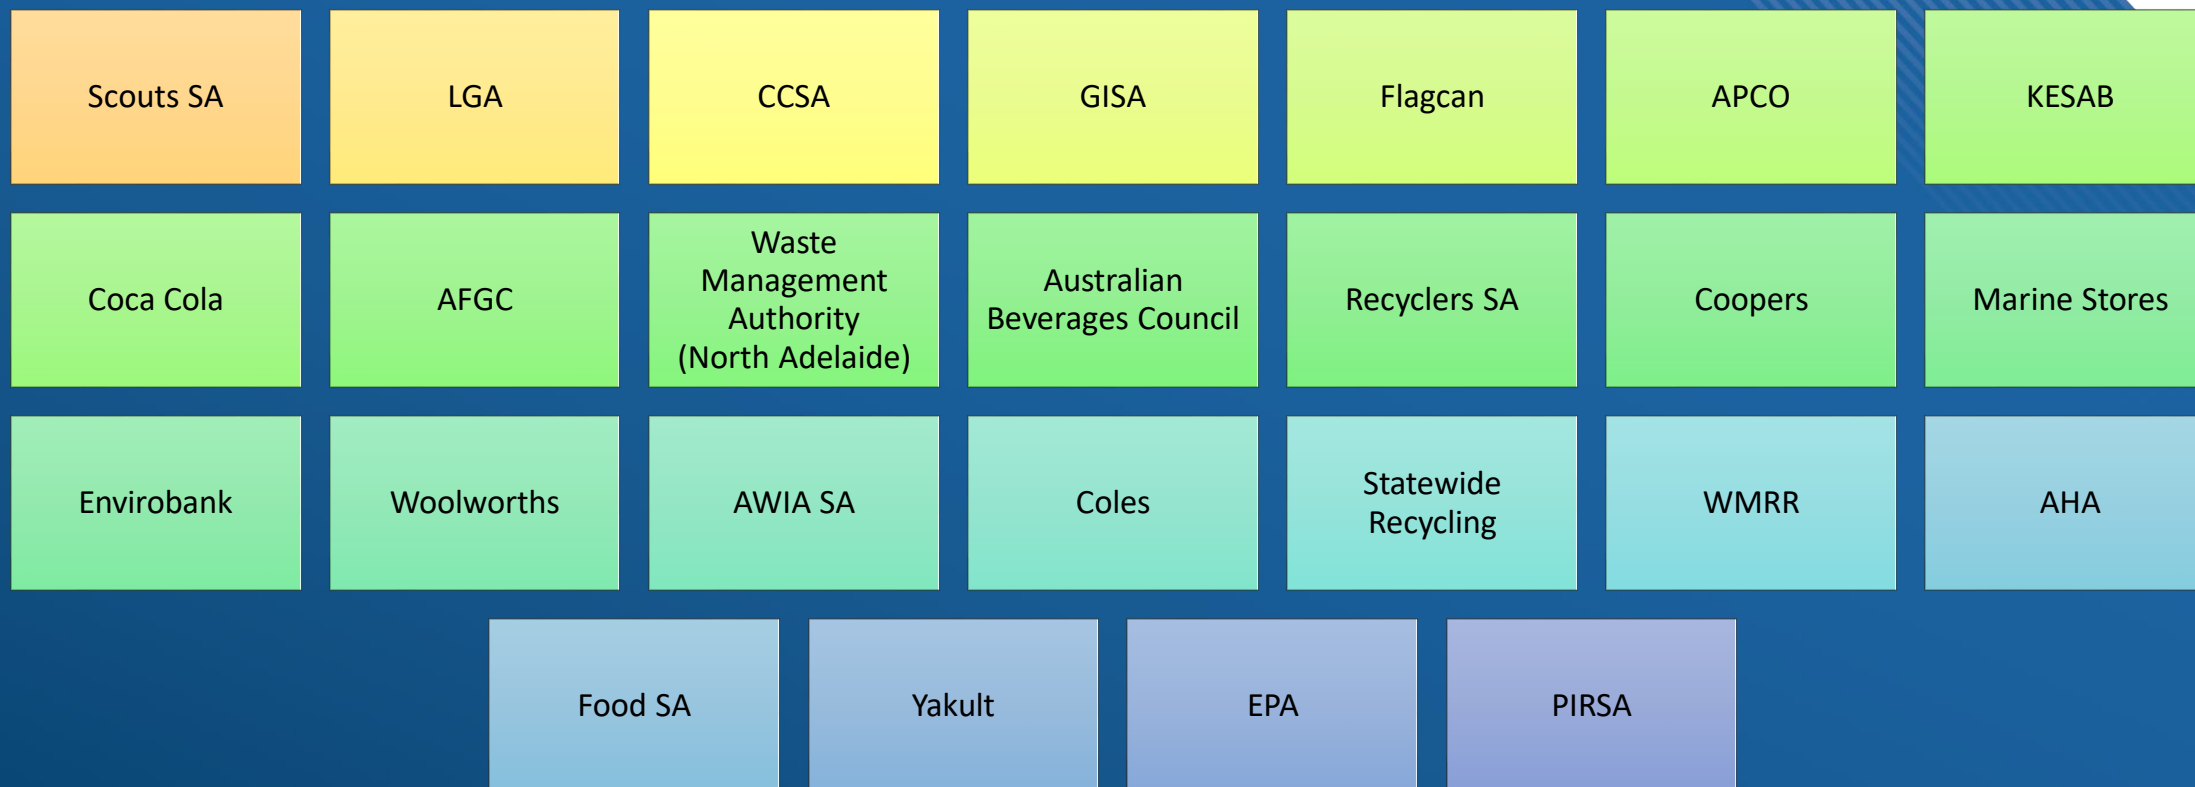 Scouts SA
LGA
CCSA
GISA
Flagcan
APCO
KESAB
Coca Cola
AFGC
Waste
Management
Authority
(North Adelaide)
Australian
Beverages Council
Recyclers SA
Coopers
Marine Stores
Envirobank
Woolworths
AWIA SA
Coles
Statewide
Recycling
WMRR
AHA
Food SA
Yakult
EPA
PIRSA